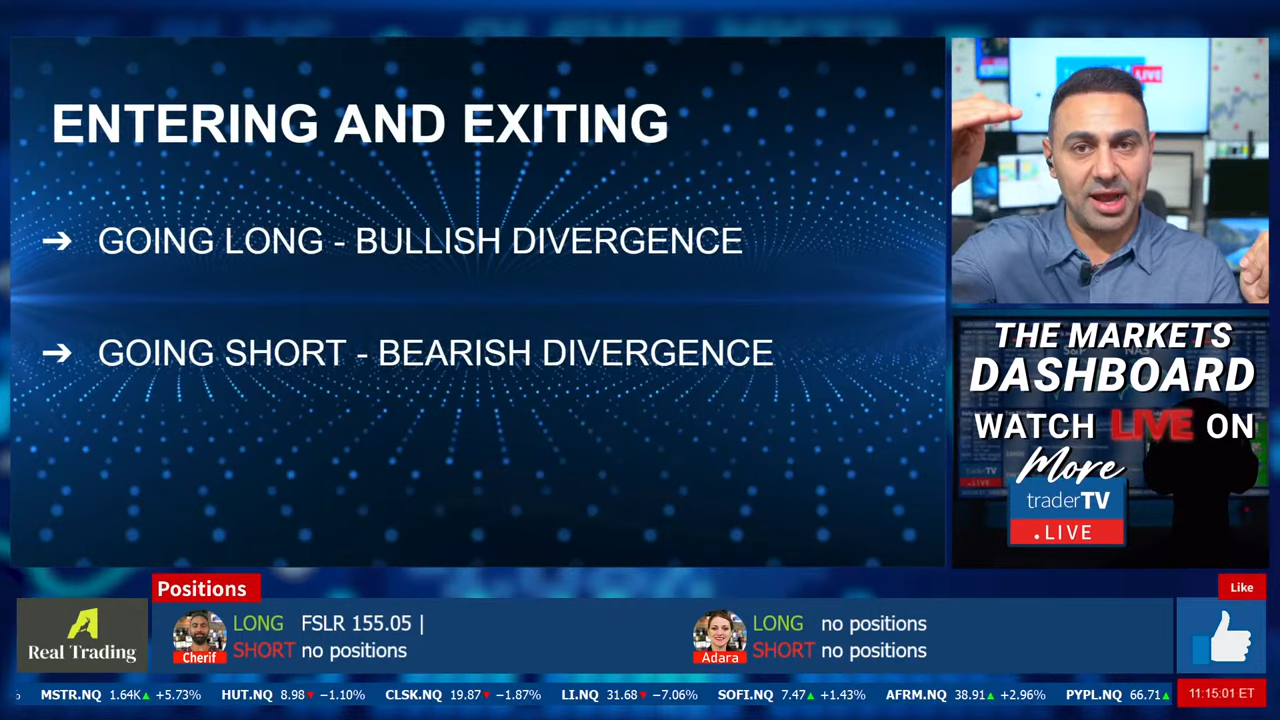 ENTERING AND EXITING
➔ GOING LONG - BULLISH DIVERGENCE
➔ GOING SHORT - BEARISH DIVERGENCE
LIVE
THE MARKETS
DASHBOARD
WATCH LIVE ON
More
traderTV
.LIVE
Positions
Like
Real Trading
Cherif
LONG FSLR 155.05 |
SHORT no positions
Adara
LONG no positions
SHORT no positions
% MSTR.NQ 1.64K▲ +5.73% HUT.NQ 8.98▼ −1.10% CLSK.NQ 19.87▼ −1.87% LI.NQ 31.68▼ −7.06% SOFI.NQ 7.47▲ +1.43% AFRM.NQ 38.91▲ +2.96% PYPL.NQ 66.71▲
11:15:01 ET